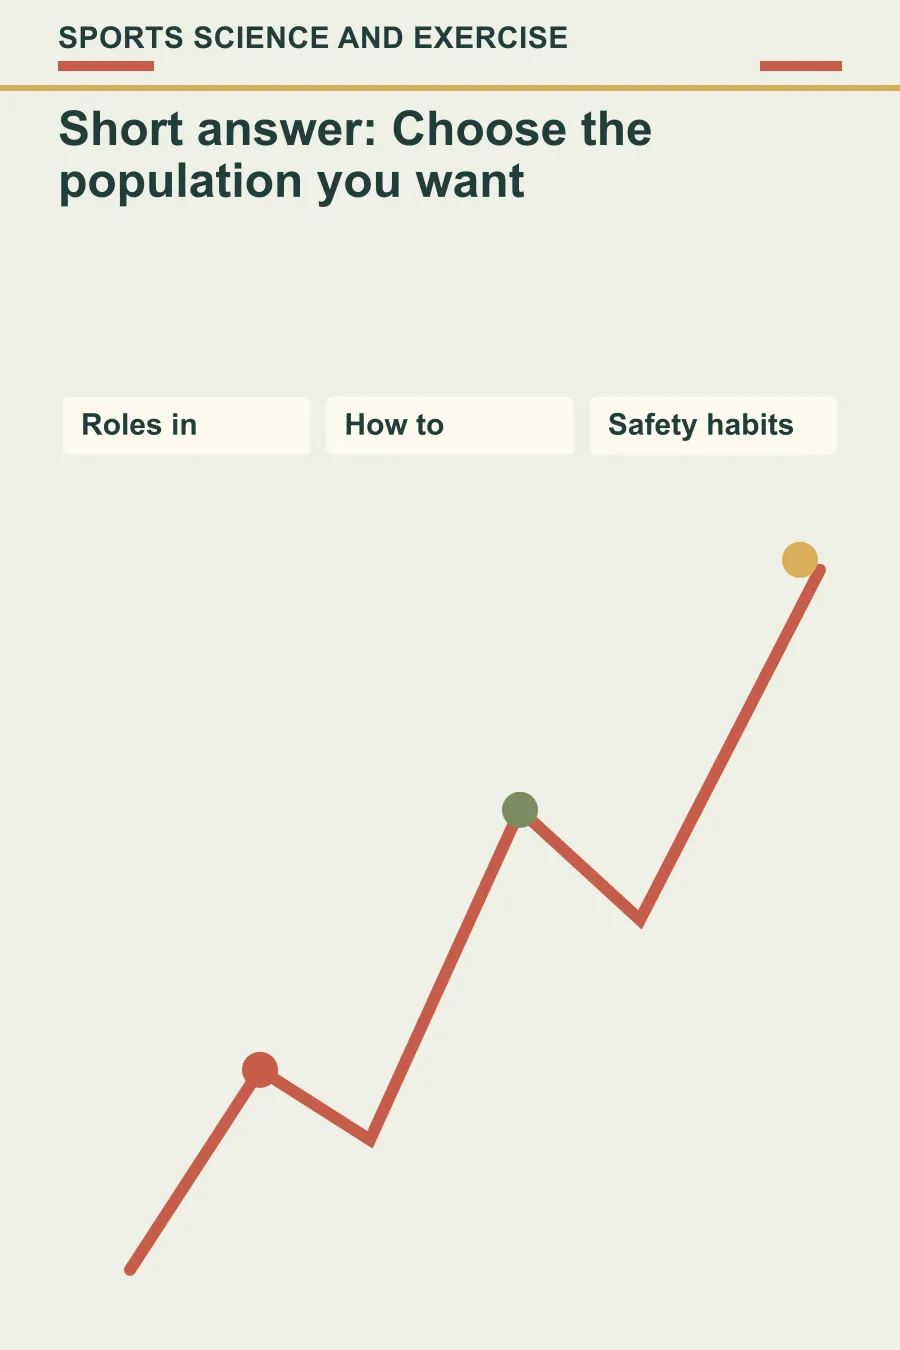 SPORTS SCIENCE AND EXERCISE
Short answer: Choose the
population you want
Roles in
How to
Safety habits